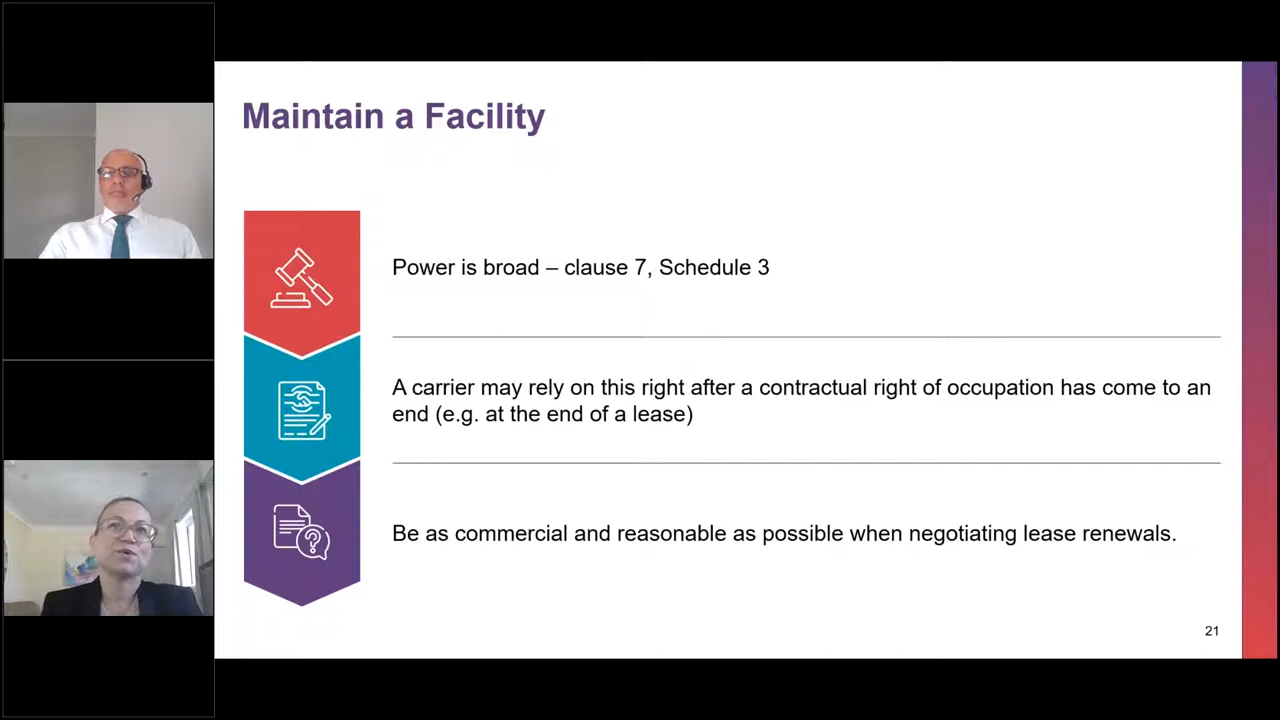 Maintain a Facility
Power is broad – clause 7, Schedule 3
A carrier may rely on this right after a contractual right of occupation has come to an
end (e.g. at the end of a lease)
Be as commercial and reasonable as possible when negotiating lease renewals.
21